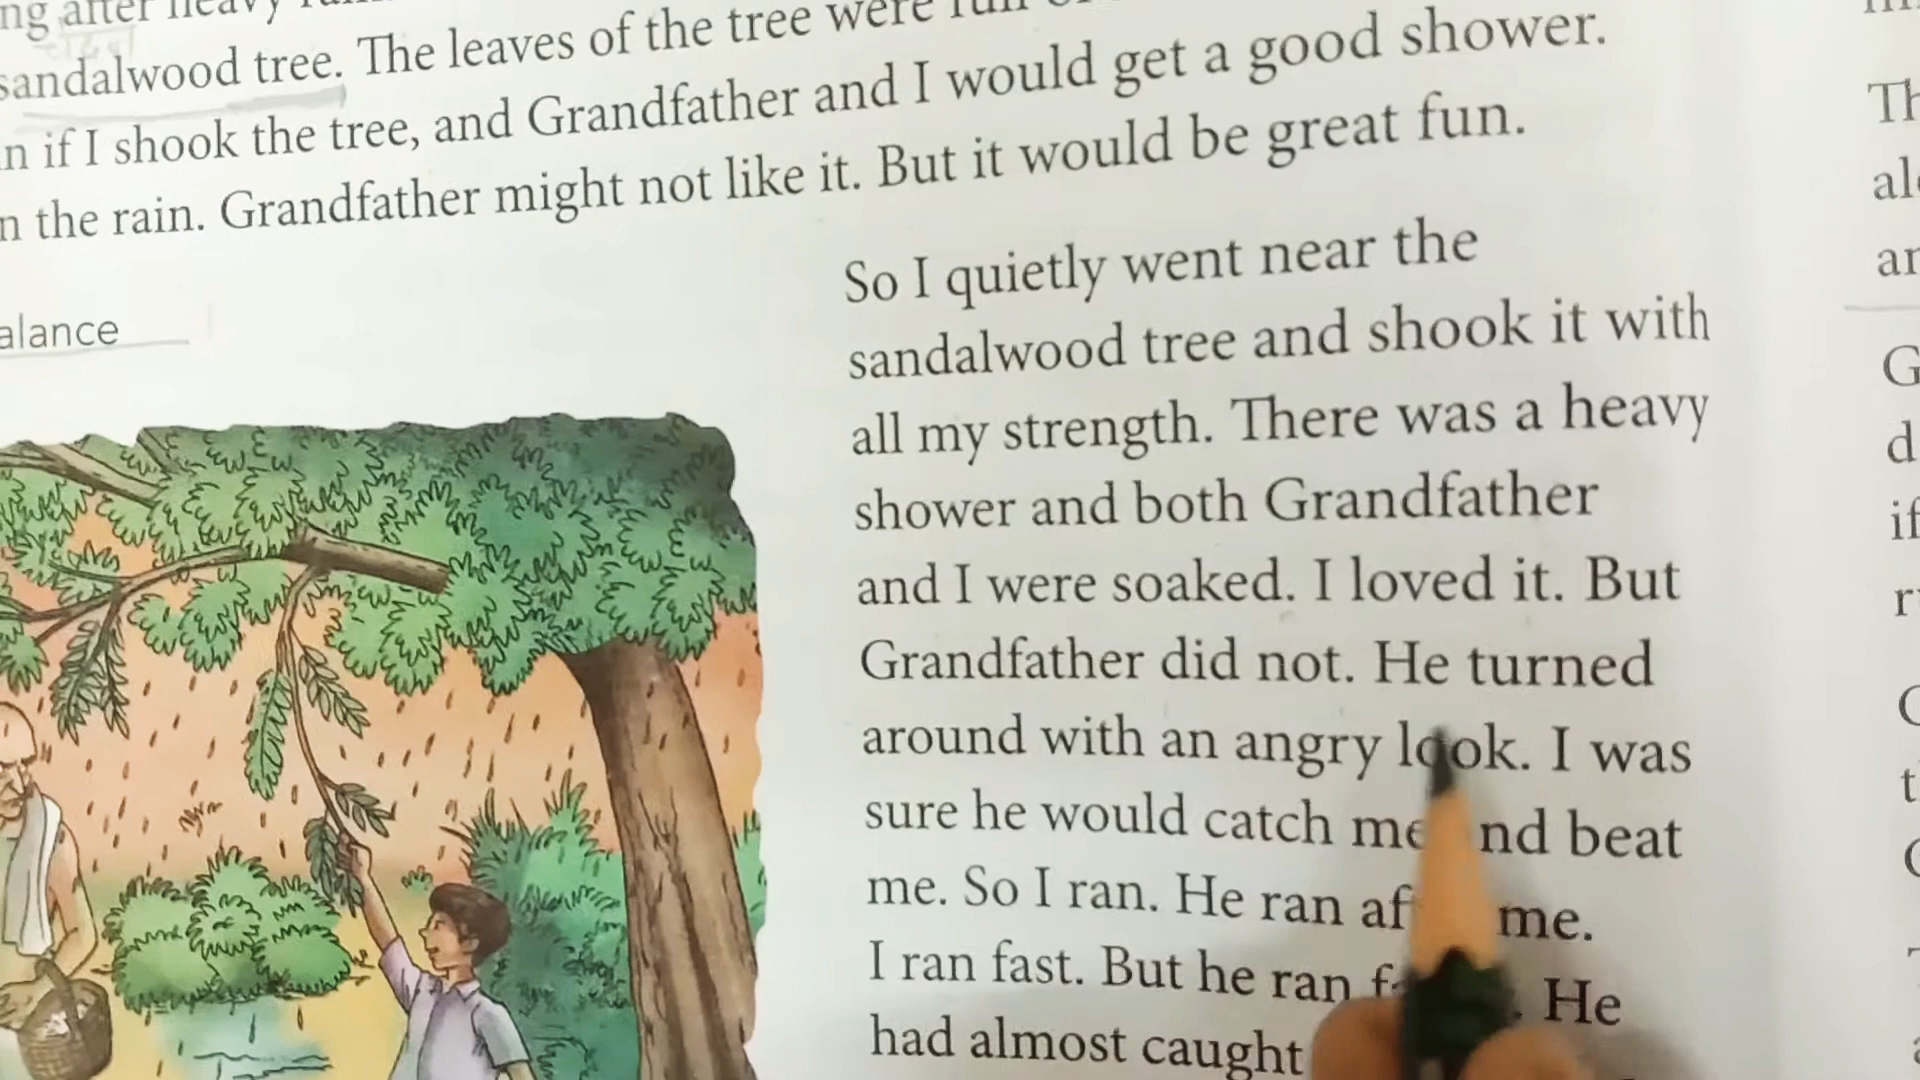 ng after heavy
sandalwood tree. The leaves of the tree were
n if I shook the tree, and Grandfather and I would get a good shower.
n the rain. Grandfather might not like it. But it would be great fun.
alance
So I quietly went near the
sandalwood tree and shook it with
all my strength. There was a heavy
shower and both Grandfather
and I were soaked. I loved it. But
Grandfather did not. He turned
around with an angry look. I was
sure he would catch me nd beat
me. So I ran. He ran af me.
I ran fast. But he ran f . He
had almost caught
Th
al
an
G
d
if
r